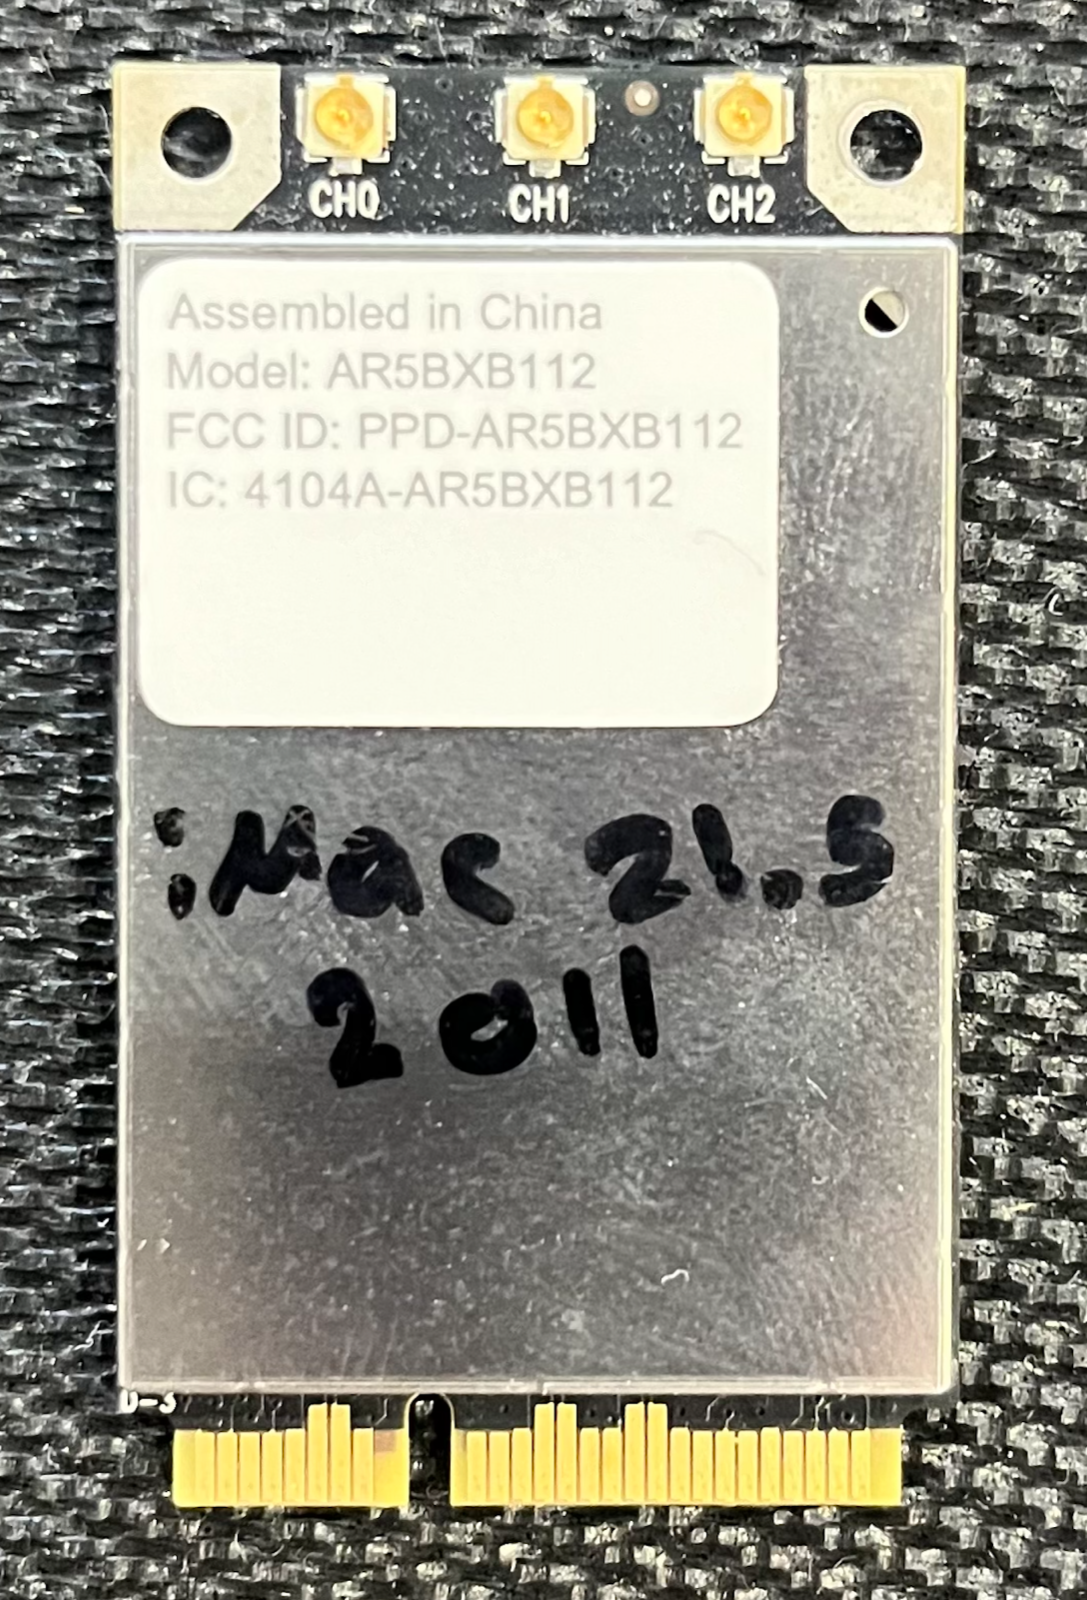 CH0 CH1 CH2
Assembled in China
Model: AR5BXB112
FCC ID: PPD-AR5BXB112
IC: 4104A-AR5BXB112
iMac 21.5
2011